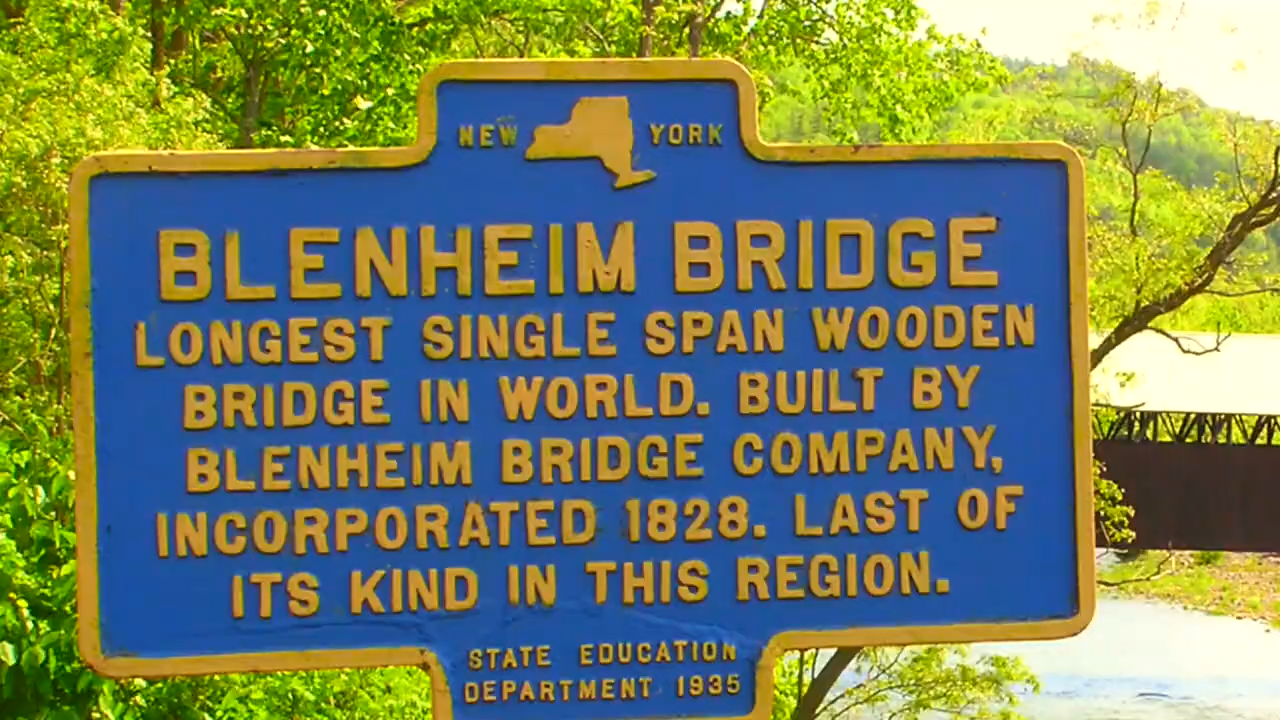 NEW YORK
BLENHEIM BRIDGE
LONGEST SINGLE SPAN WOODEN
BRIDGE IN WORLD. BUILT BY
BLENHEIM BRIDGE COMPANY,
INCORPORATED 1828. LAST OF
ITS KIND IN THIS REGION.
STATE EDUCATION
DEPARTMENT 1935